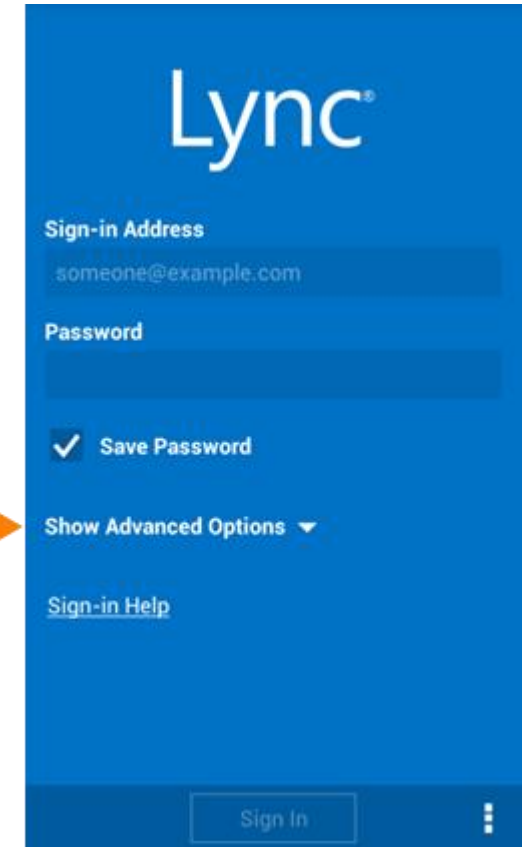 Lync®
Sign-in Address
someone@example.com
Password
Save Password
Show Advanced Options
Sign-in Help
Sign In